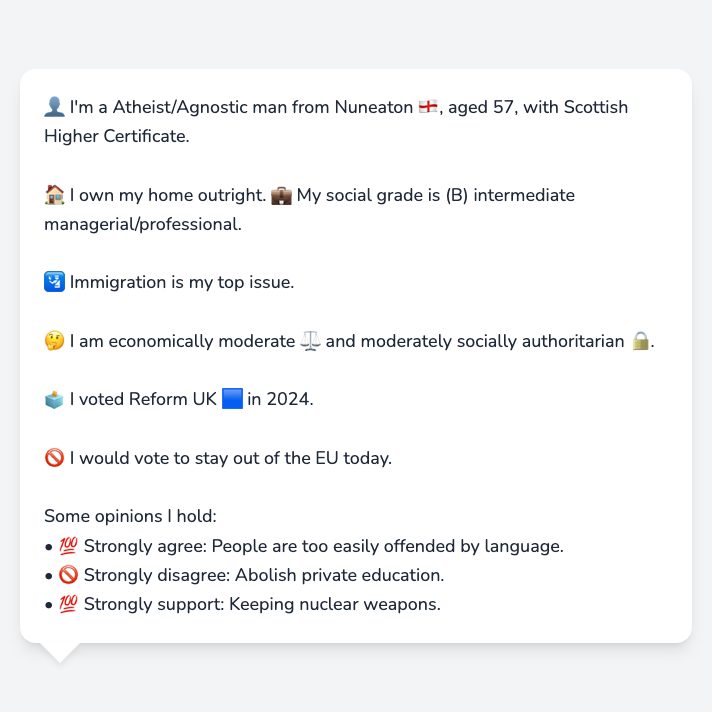 👤 I'm a Atheist/Agnostic man from Nuneaton 🏴󠁧󠁢󠁥󠁮󠁧󠁿, aged 57, with Scottish
Higher Certificate.
🏠 I own my home outright. 💼 My social grade is (B) intermediate
managerial/professional.
🛂 Immigration is my top issue.
🤔 I am economically moderate ⚖️ and moderately socially authoritarian 🔒.
🗳️ I voted Reform UK 🟦 in 2024.
🚫 I would vote to stay out of the EU today.
Some opinions I hold:
• 💯 Strongly agree: People are too easily offended by language.
• 🚫 Strongly disagree: Abolish private education.
• 💯 Strongly support: Keeping nuclear weapons.